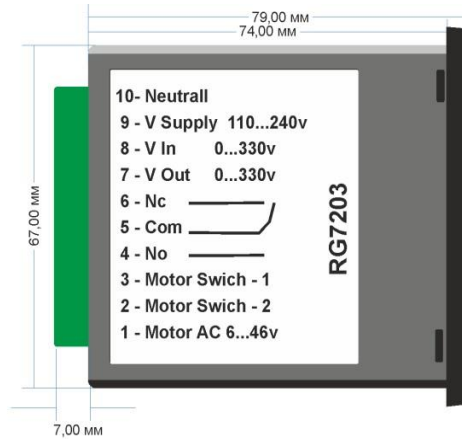 79,00 мм
74,00 мм
67,00 мм
10- Neutrall
9 - V Supply 110...240v
8 - V In 0...330v
7 - V Out 0...330v
6 - Nc
5 - Com
4 - No
3 - Motor Swich - 1
2 - Motor Swich - 2
1 - Motor AC 6...46v
RG7203
7,00 мм